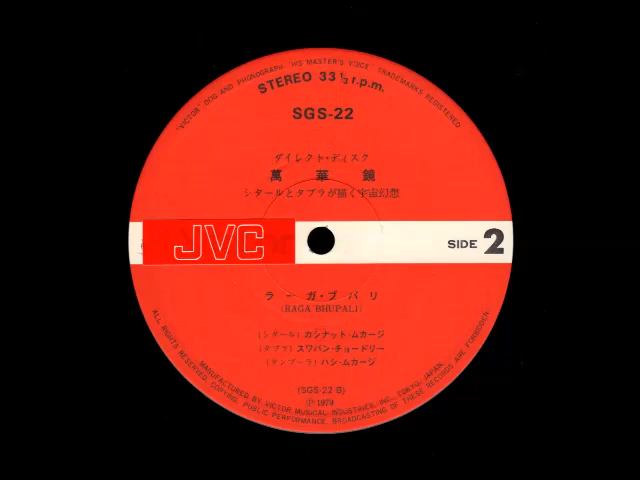 "VICTOR" DOG AND PHONOGRAPH "HIS MASTER'S VOICE" TRADEMARKS REGISTERED
STEREO 33 1/3 r.p.m.
SGS-22
ダイレクト・ディスク
萬華鏡
シタールとタブラが描く宇宙幻想
JVC
SIDE 2
ラーガ・ブパリ
(RAGA BHUPALI)
(シタール) カシナット・ムカージ
(タブラ) スワパン・チョードリー
(タンブーラ) ハシ・ムカージ
(SGS-22-B)
Ⓟ 1979
MANUFACTURED BY VICTOR MUSICAL INDUSTRIES, INC., TOKYO, JAPAN.
ALL RIGHTS RESERVED. COPYING, PUBLIC PERFORMANCE, BROADCASTING OF THESE RECORDS ARE FORBIDDEN